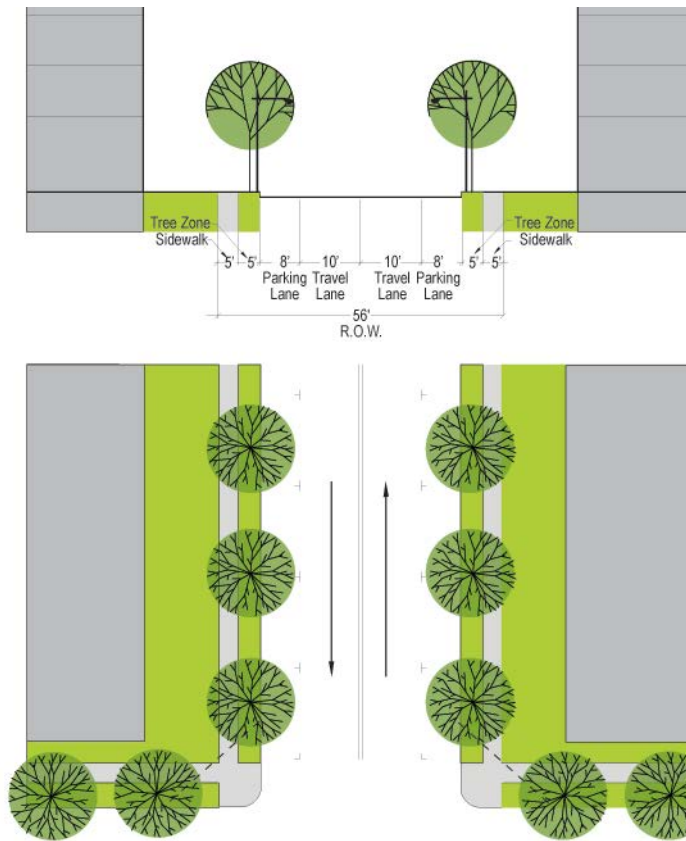 Tree Zone
Sidewalk
Tree Zone
Sidewalk
5' 5' 8' 10' 10' 8' 5' 5'
Parking Travel Travel Parking
Lane Lane Lane Lane
56'
R.O.W.